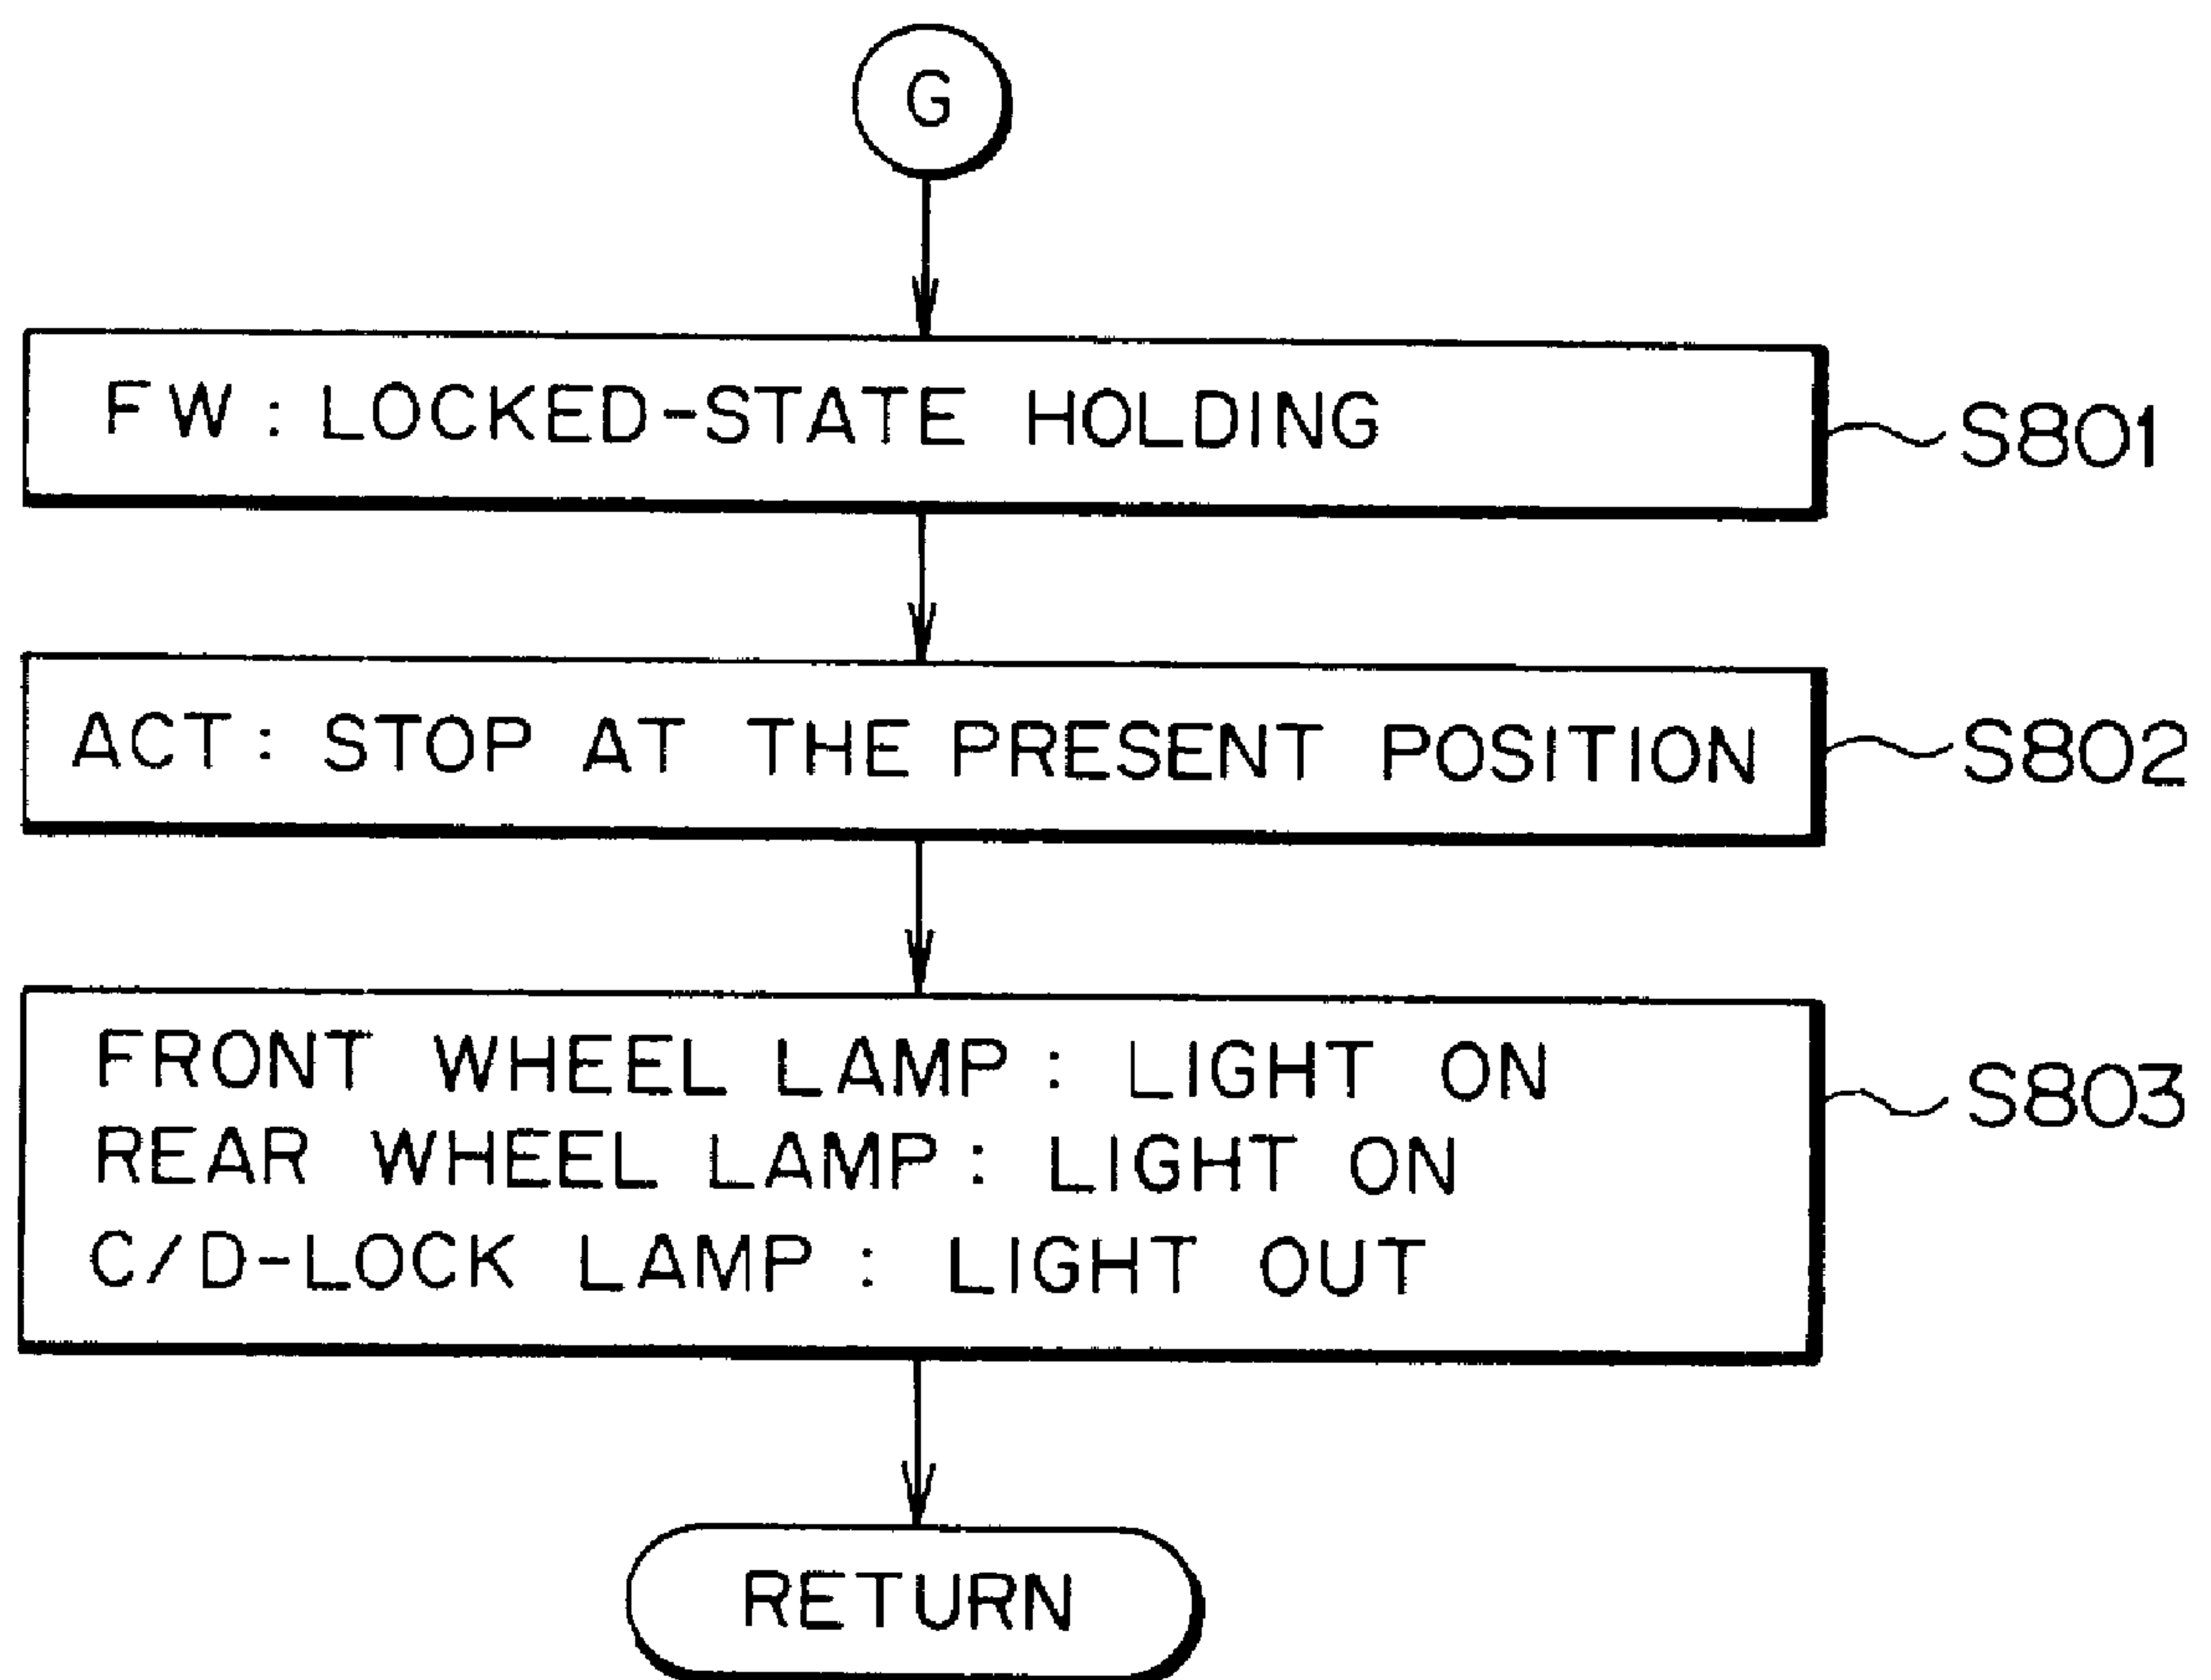 G
FW : LOCKED-STATE HOLDING
S801
ACT : STOP AT THE PRESENT POSITION
S802
FRONT WHEEL LAMP : LIGHT ON
REAR WHEEL LAMP : LIGHT ON
C/D-LOCK LAMP : LIGHT OUT
S803
RETURN